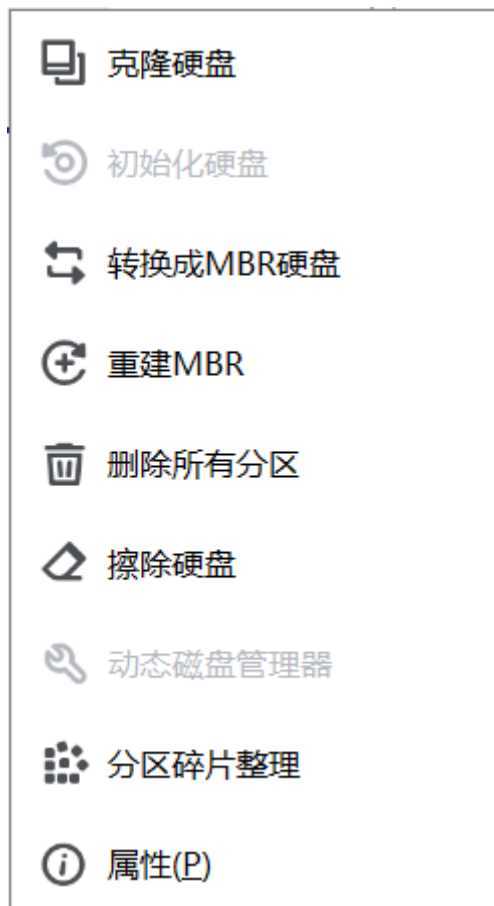 克隆硬盘
初始化硬盘
转换成MBR硬盘
重建MBR
删除所有分区
擦除硬盘
动态磁盘管理器
分区碎片整理
属性(P)